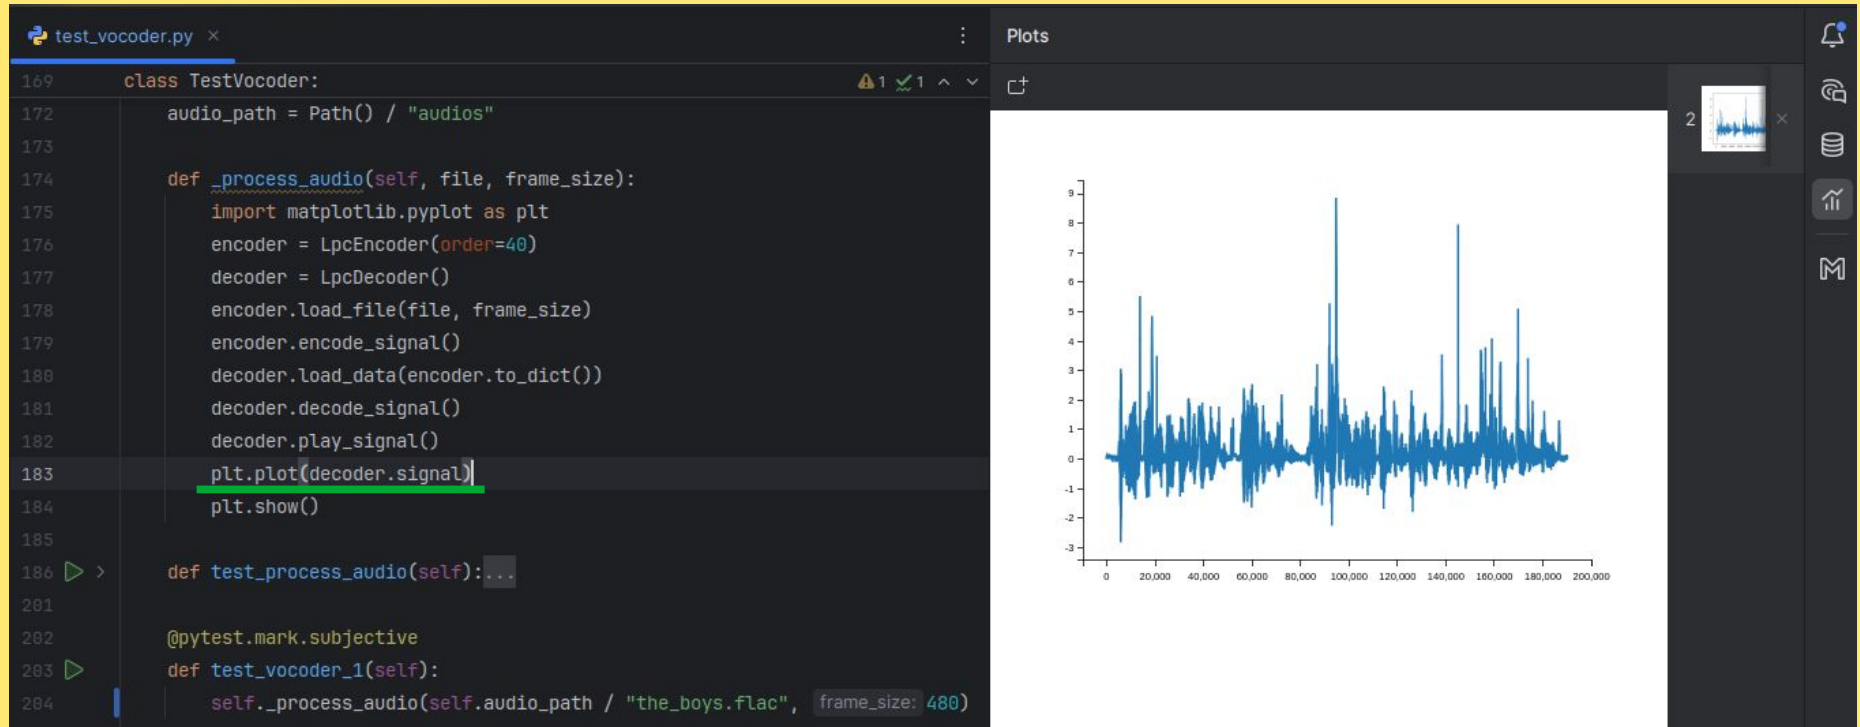 test_vocoder.py
169 class TestVocoder:
1 1
172 audio_path = Path() / "audios"
173
174 def _process_audio(self, file, frame_size):
175 import matplotlib.pyplot as plt
176 encoder = LpcEncoder(order=40)
177 decoder = LpcDecoder()
178 encoder.load_file(file, frame_size)
179 encoder.encode_signal()
180 decoder.load_data(encoder.to_dict())
181 decoder.decode_signal()
182 decoder.play_signal()
183 plt.plot(decoder.signal)
184 plt.show()
185
186 def test_process_audio(self):...
201
202 @pytest.mark.subjective
203 def test_vocoder_1(self):
204 self._process_audio(self.audio_path / "the_boys.flac", frame_size: 480)
Plots
2
9
8
7
6
5
4
3
2
1
0
-1
-2
-3
0 20,000 40,000 60,000 80,000 100,000 120,000 140,000 160,000 180,000 200,000